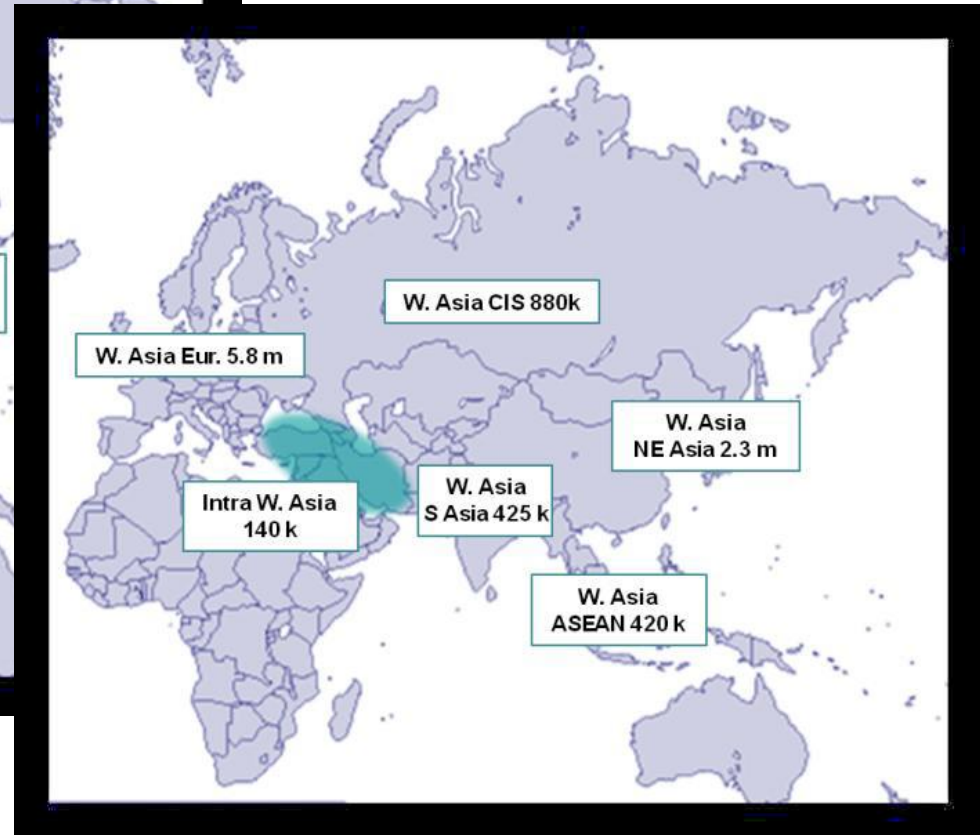 W. Asia CIS 880k
W. Asia Eur. 5.8 m
W. Asia
NE Asia 2.3 m
W. Asia
S Asia 425 k
Intra W. Asia
140 k
W. Asia
ASEAN 420 k